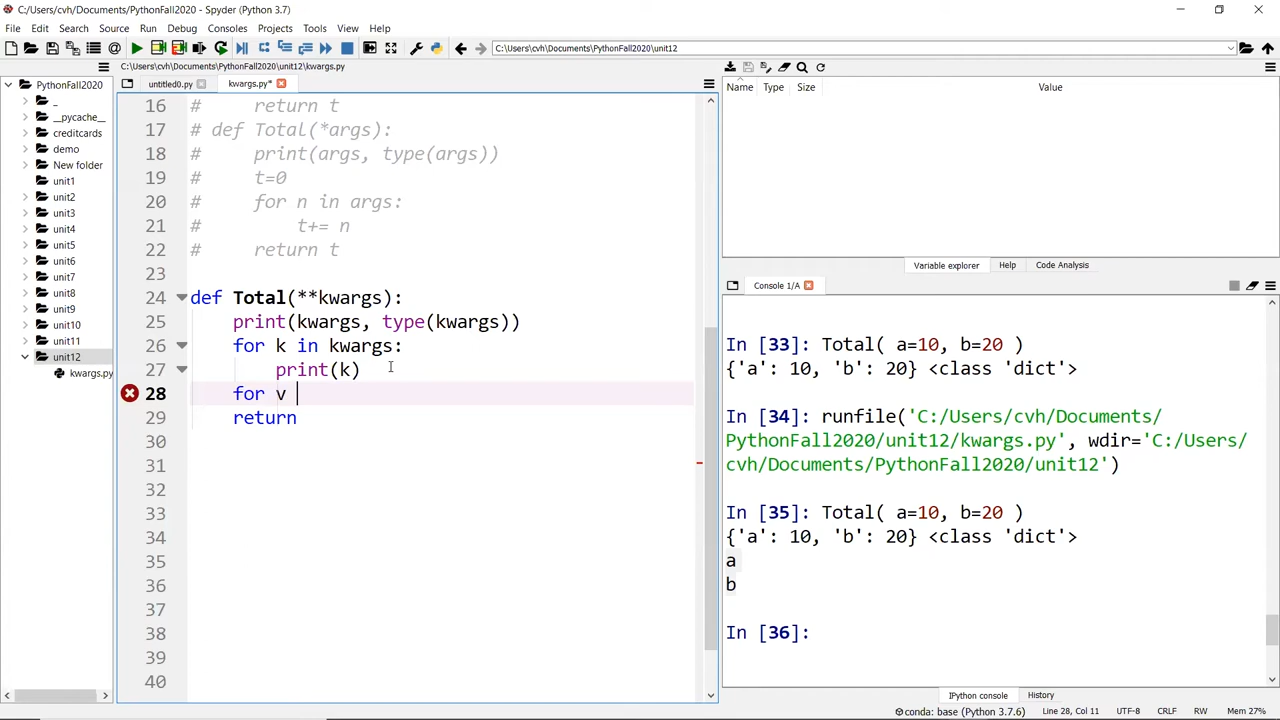 C:/Users/cvh/Documents/PythonFall2020 - Spyder (Python 3.7)
File Edit Search Source Run Debug Consoles Projects Tools View Help
C:\Users\cvh\Documents\PythonFall2020\unit12
C:\Users\cvh\Documents\PythonFall2020\unit12\kwargs.py
PythonFall2020
_
__pycache__
creditcards
demo
New folder
unit1
unit2
unit3
unit4
unit5
unit6
unit7
unit8
unit9
unit10
unit11
unit12
kwargs.py
untitled0.py kwargs.py*
16 # return t
17 # def Total(*args):
18 # print(args, type(args))
19 # t=0
20 # for n in args:
21 # t+= n
22 # return t
23
24 def Total(**kwargs):
25 print(kwargs, type(kwargs))
26 for k in kwargs:
27 print(k)
28 for v
29 return
30
31
32
33
34
35
36
37
38
39
40
Name Type Size Value
Variable explorer Help Code Analysis
Console 1/A
In [33]: Total( a=10, b=20 )
{'a': 10, 'b': 20} <class 'dict'>
In [34]: runfile('C:/Users/cvh/Documents/
PythonFall2020/unit12/kwargs.py', wdir='C:/Users/
cvh/Documents/PythonFall2020/unit12')
In [35]: Total( a=10, b=20 )
{'a': 10, 'b': 20} <class 'dict'>
a
b
In [36]:
IPython console History
conda: base (Python 3.7.6) Line 28, Col 11 UTF-8 CRLF RW Mem 27%